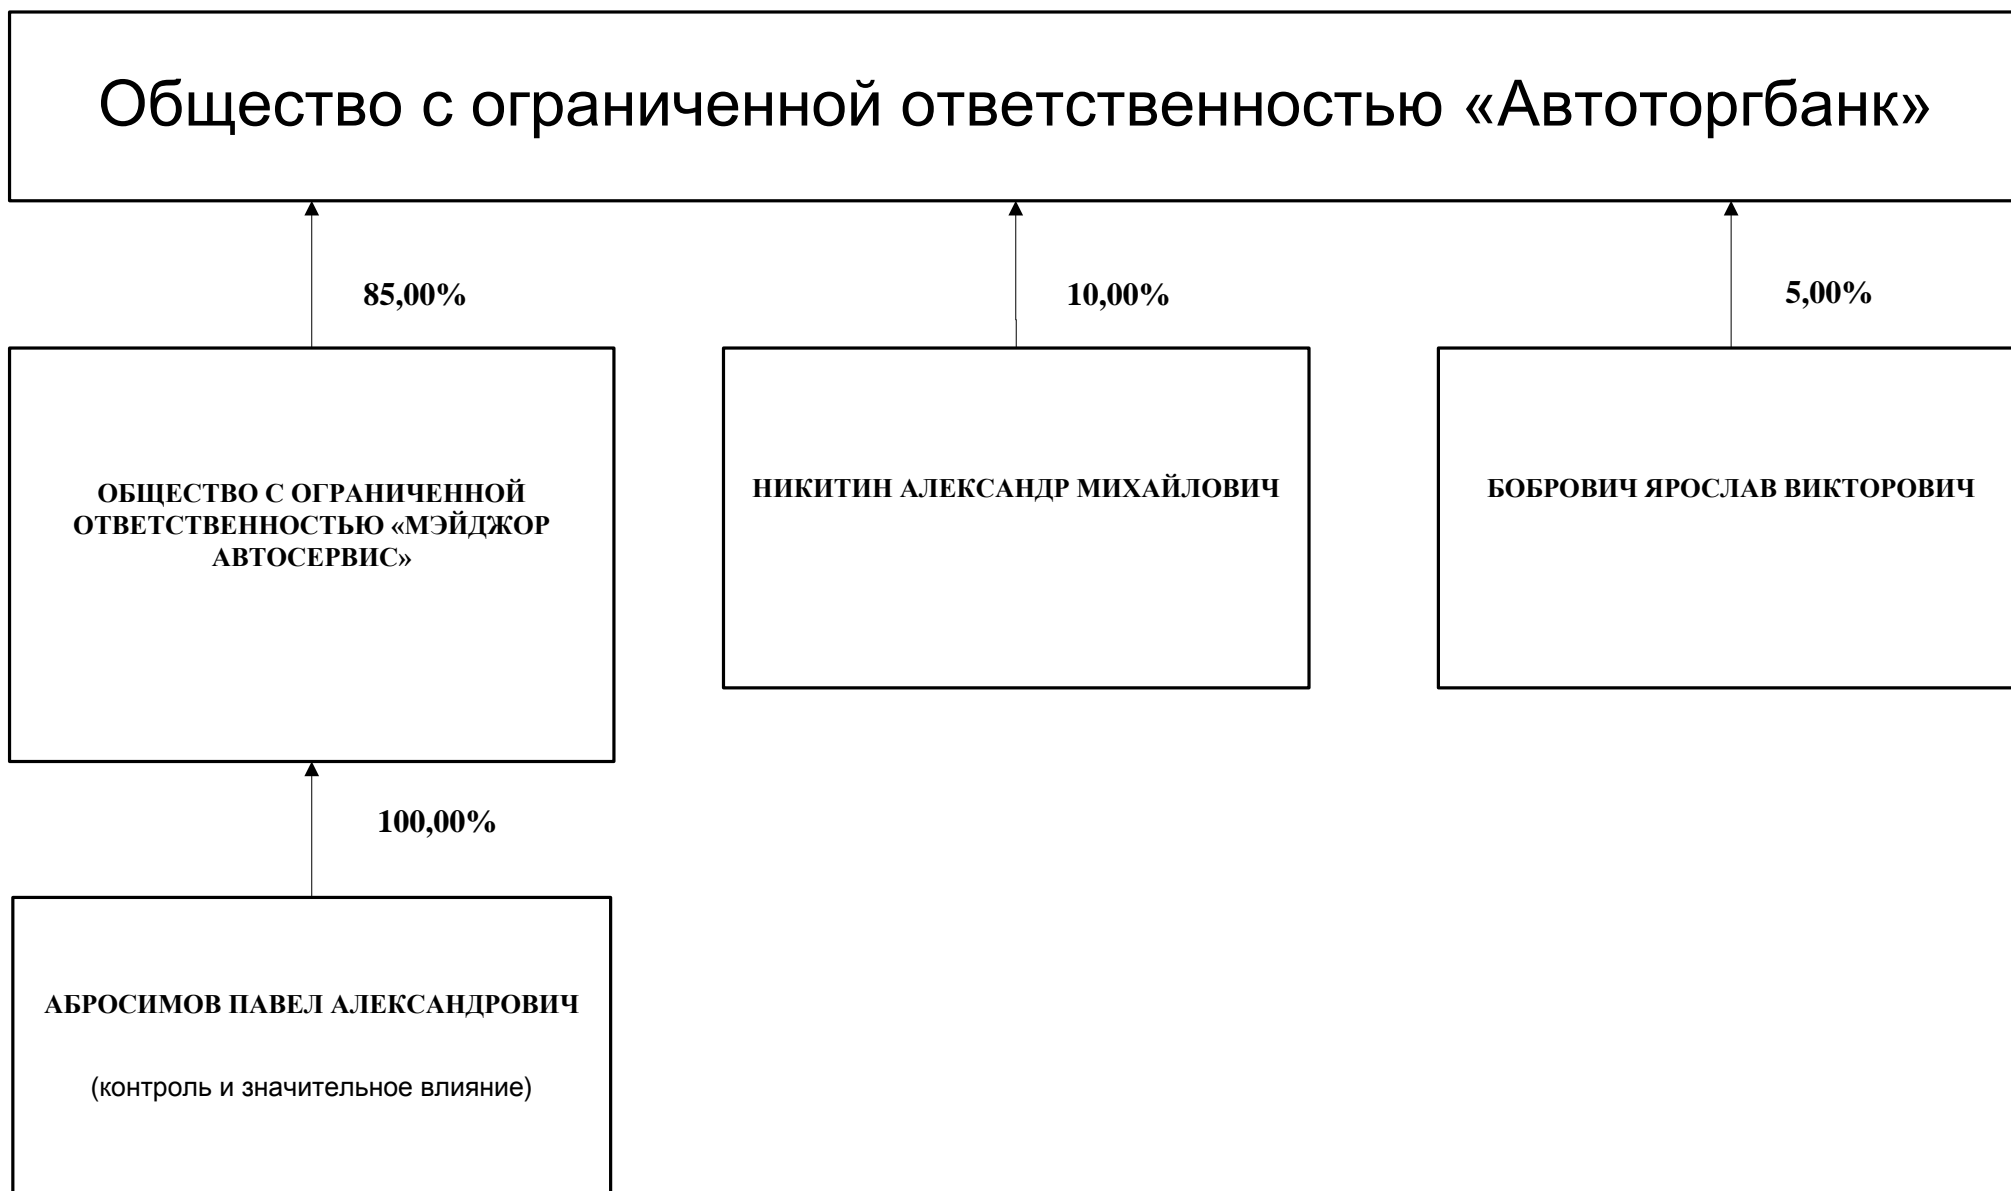 Общество с ограниченной ответственностью «Автоторгбанк»
85,00%
10,00%
5,00%
ОБЩЕСТВО С ОГРАНИЧЕННОЙ
ОТВЕТСТВЕННОСТЬЮ «МЭЙДЖОР
АВТОСЕРВИС»
НИКИТИН АЛЕКСАНДР МИХАЙЛОВИЧ
БОБРОВИЧ ЯРОСЛАВ ВИКТОРОВИЧ
100,00%
АБРОСИМОВ ПАВЕЛ АЛЕКСАНДРОВИЧ
(контроль и значительное влияние)